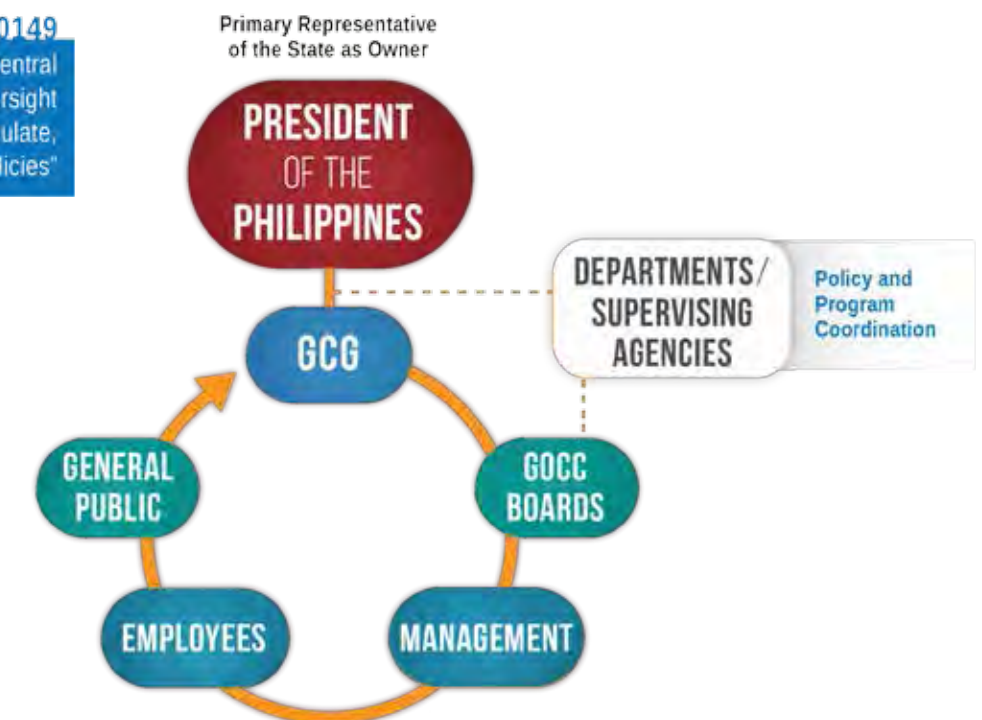 0149
entral
rsight
ulate,
licies"
Primary Representative
of the State as Owner
PRESIDENT
OF THE
PHILIPPINES
DEPARTMENTS/
SUPERVISING
AGENCIES
Policy and
Program
Coordination
GCG
GENERAL
PUBLIC
GOCC
BOARDS
EMPLOYEES
MANAGEMENT